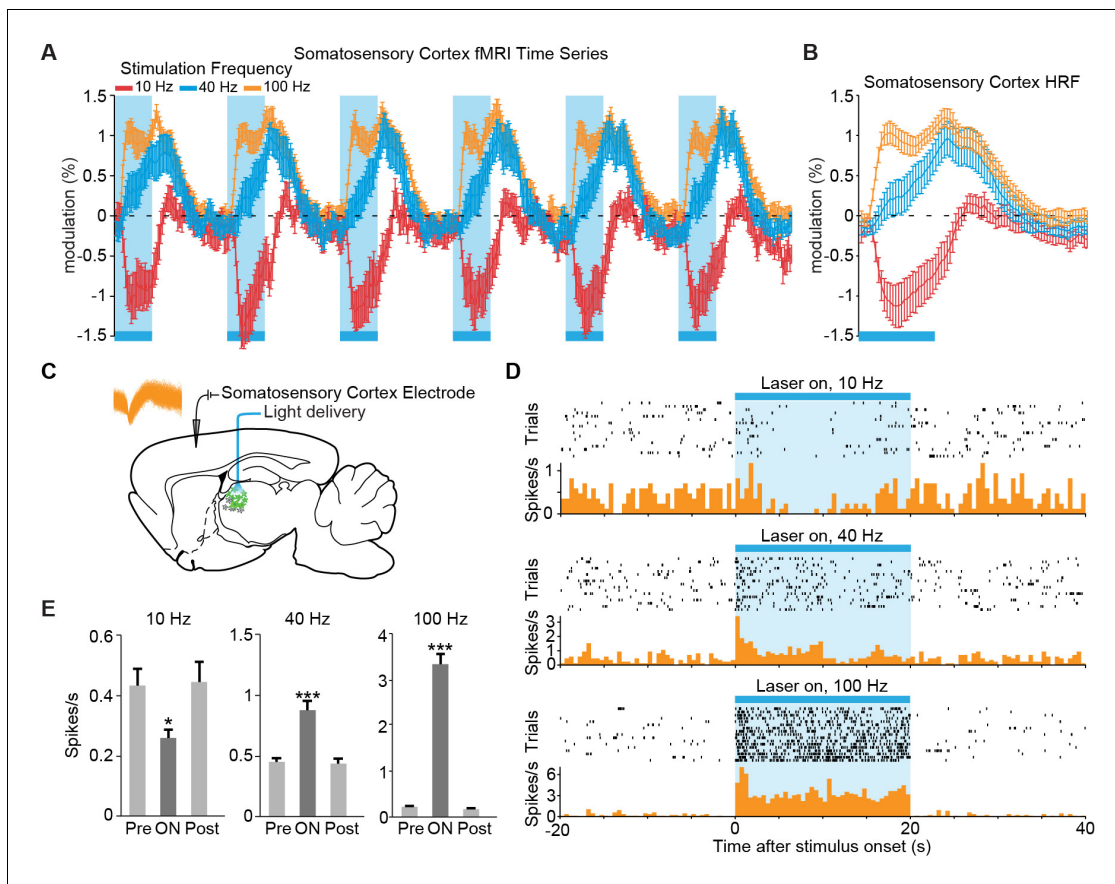 A
Somatosensory Cortex fMRI Time Series
Stimulation Frequency
10 Hz 40 Hz 100 Hz
modulation (%)
1.5
1
0.5
0
-0.5
-1
-1.5
B
Somatosensory Cortex HRF
modulation (%)
1.5
1
0.5
0
-0.5
-1
-1.5
C
Somatosensory Cortex Electrode
Light delivery
D
Laser on, 10 Hz
Trials
Spikes/s
1
0
Laser on, 40 Hz
Trials
Spikes/s
3
2
1
0
Laser on, 100 Hz
Trials
Spikes/s
6
3
0
-20 0 20 40
Time after stimulus onset (s)
E
10 Hz
Spikes/s
0.6
0.4
0.2
0
*
Pre ON Post
40 Hz
1.5
1
0.5
0
***
Pre ON Post
100 Hz
4
3
2
1
0
***
Pre ON Post